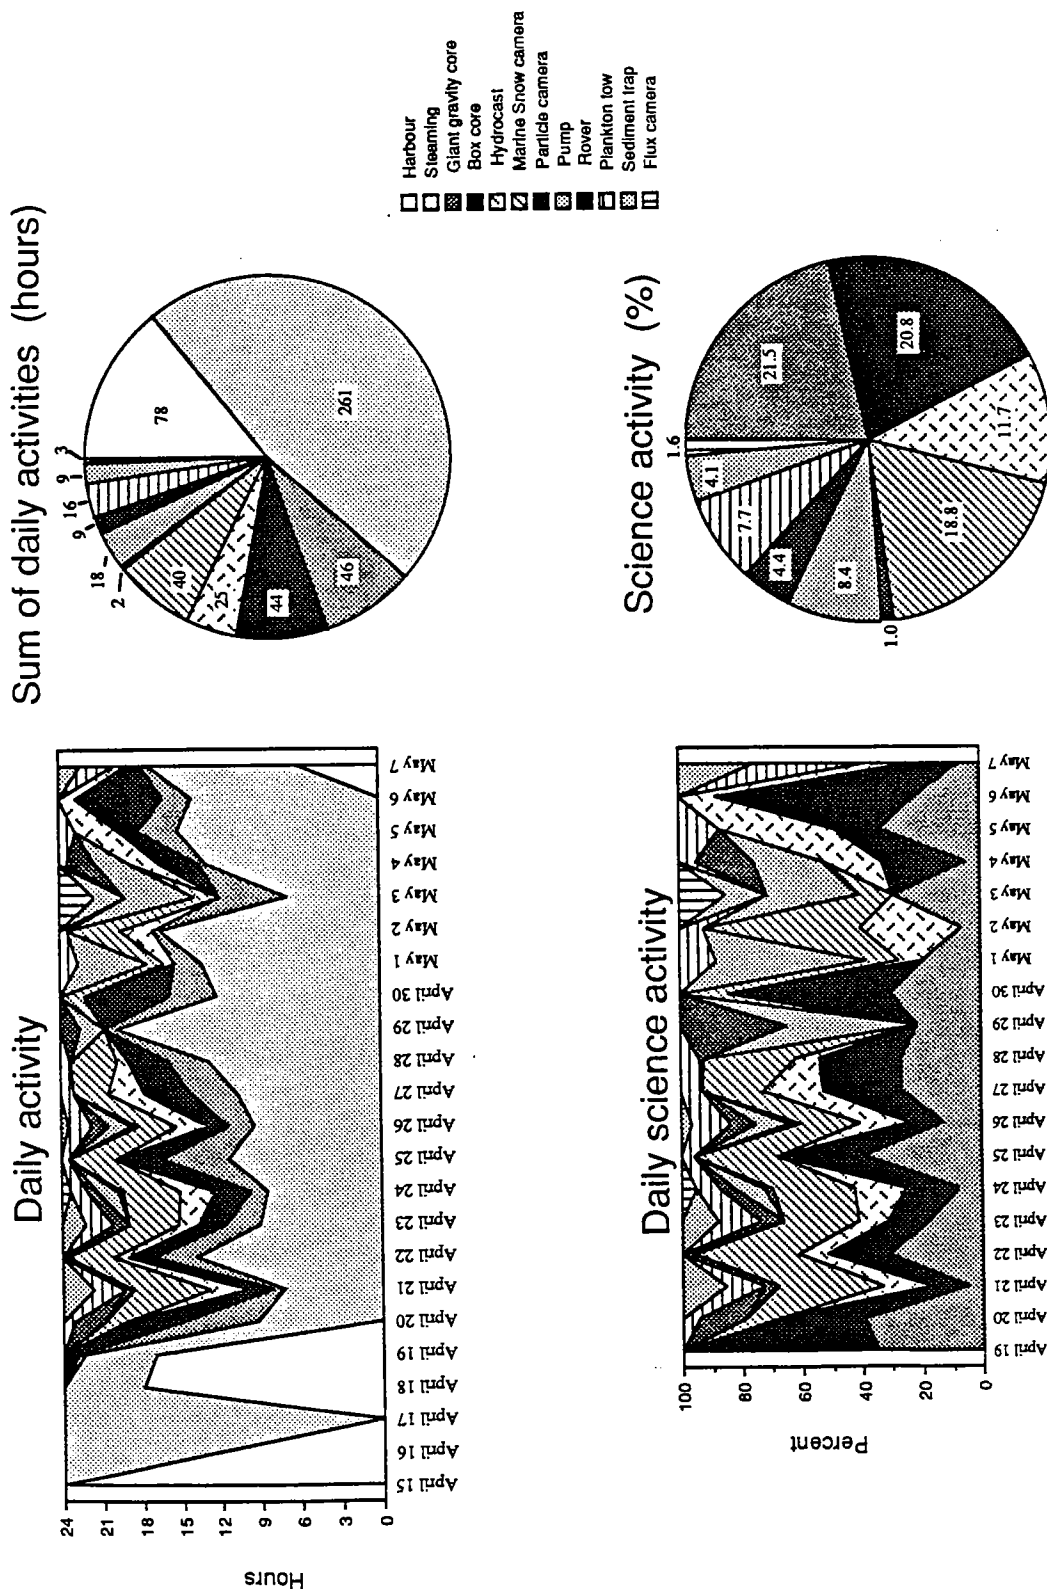 Daily activity
Hours
24
21
18
15
12
9
6
3
0
April 15
April 16
April 17
April 18
April 19
April 20
April 21
April 22
April 23
April 24
April 25
April 26
April 27
April 28
April 29
April 30
May 1
May 2
May 3
May 4
May 5
May 6
May 7
Sum of daily activities (hours)
78
261
46
44
25
40
2
18
9
16
9
3
Harbour
Steaming
Giant gravity core
Box core
Hydrocast
Marine Snow camera
Particle camera
Pump
Rover
Plankton tow
Sediment trap
Flux camera
Daily science activity
Percent
100
80
60
40
20
0
April 19
April 20
April 21
April 22
April 23
April 24
April 25
April 26
April 27
April 28
April 29
April 30
May 1
May 2
May 3
May 4
May 5
May 6
May 7
Science activity (%)
21.5
20.8
11.7
18.8
1.0
8.4
4.4
7.7
4.1
1.6